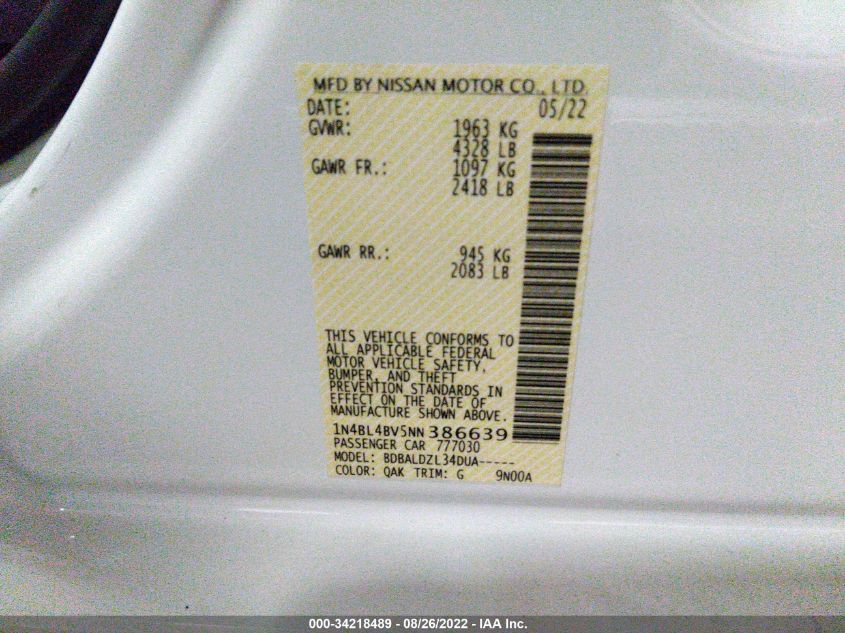 MFD BY NISSAN MOTOR CO., LTD.
DATE: 05/22
GVWR: 1963 KG
4328 LB
GAWR FR.: 1097 KG
2418 LB
GAWR RR.: 945 KG
2083 LB
THIS VEHICLE CONFORMS TO
ALL APPLICABLE FEDERAL
MOTOR VEHICLE SAFETY,
BUMPER, AND THEFT
PREVENTION STANDARDS IN
EFFECT ON THE DATE OF
MANUFACTURE SHOWN ABOVE.
1N4BL4BV5NN386639
PASSENGER CAR 777030
MODEL: BDBALDZL34DUA-----
COLOR: QAK TRIM: G 9N00A
000-34218489 - 08/26/2022 - IAA Inc.